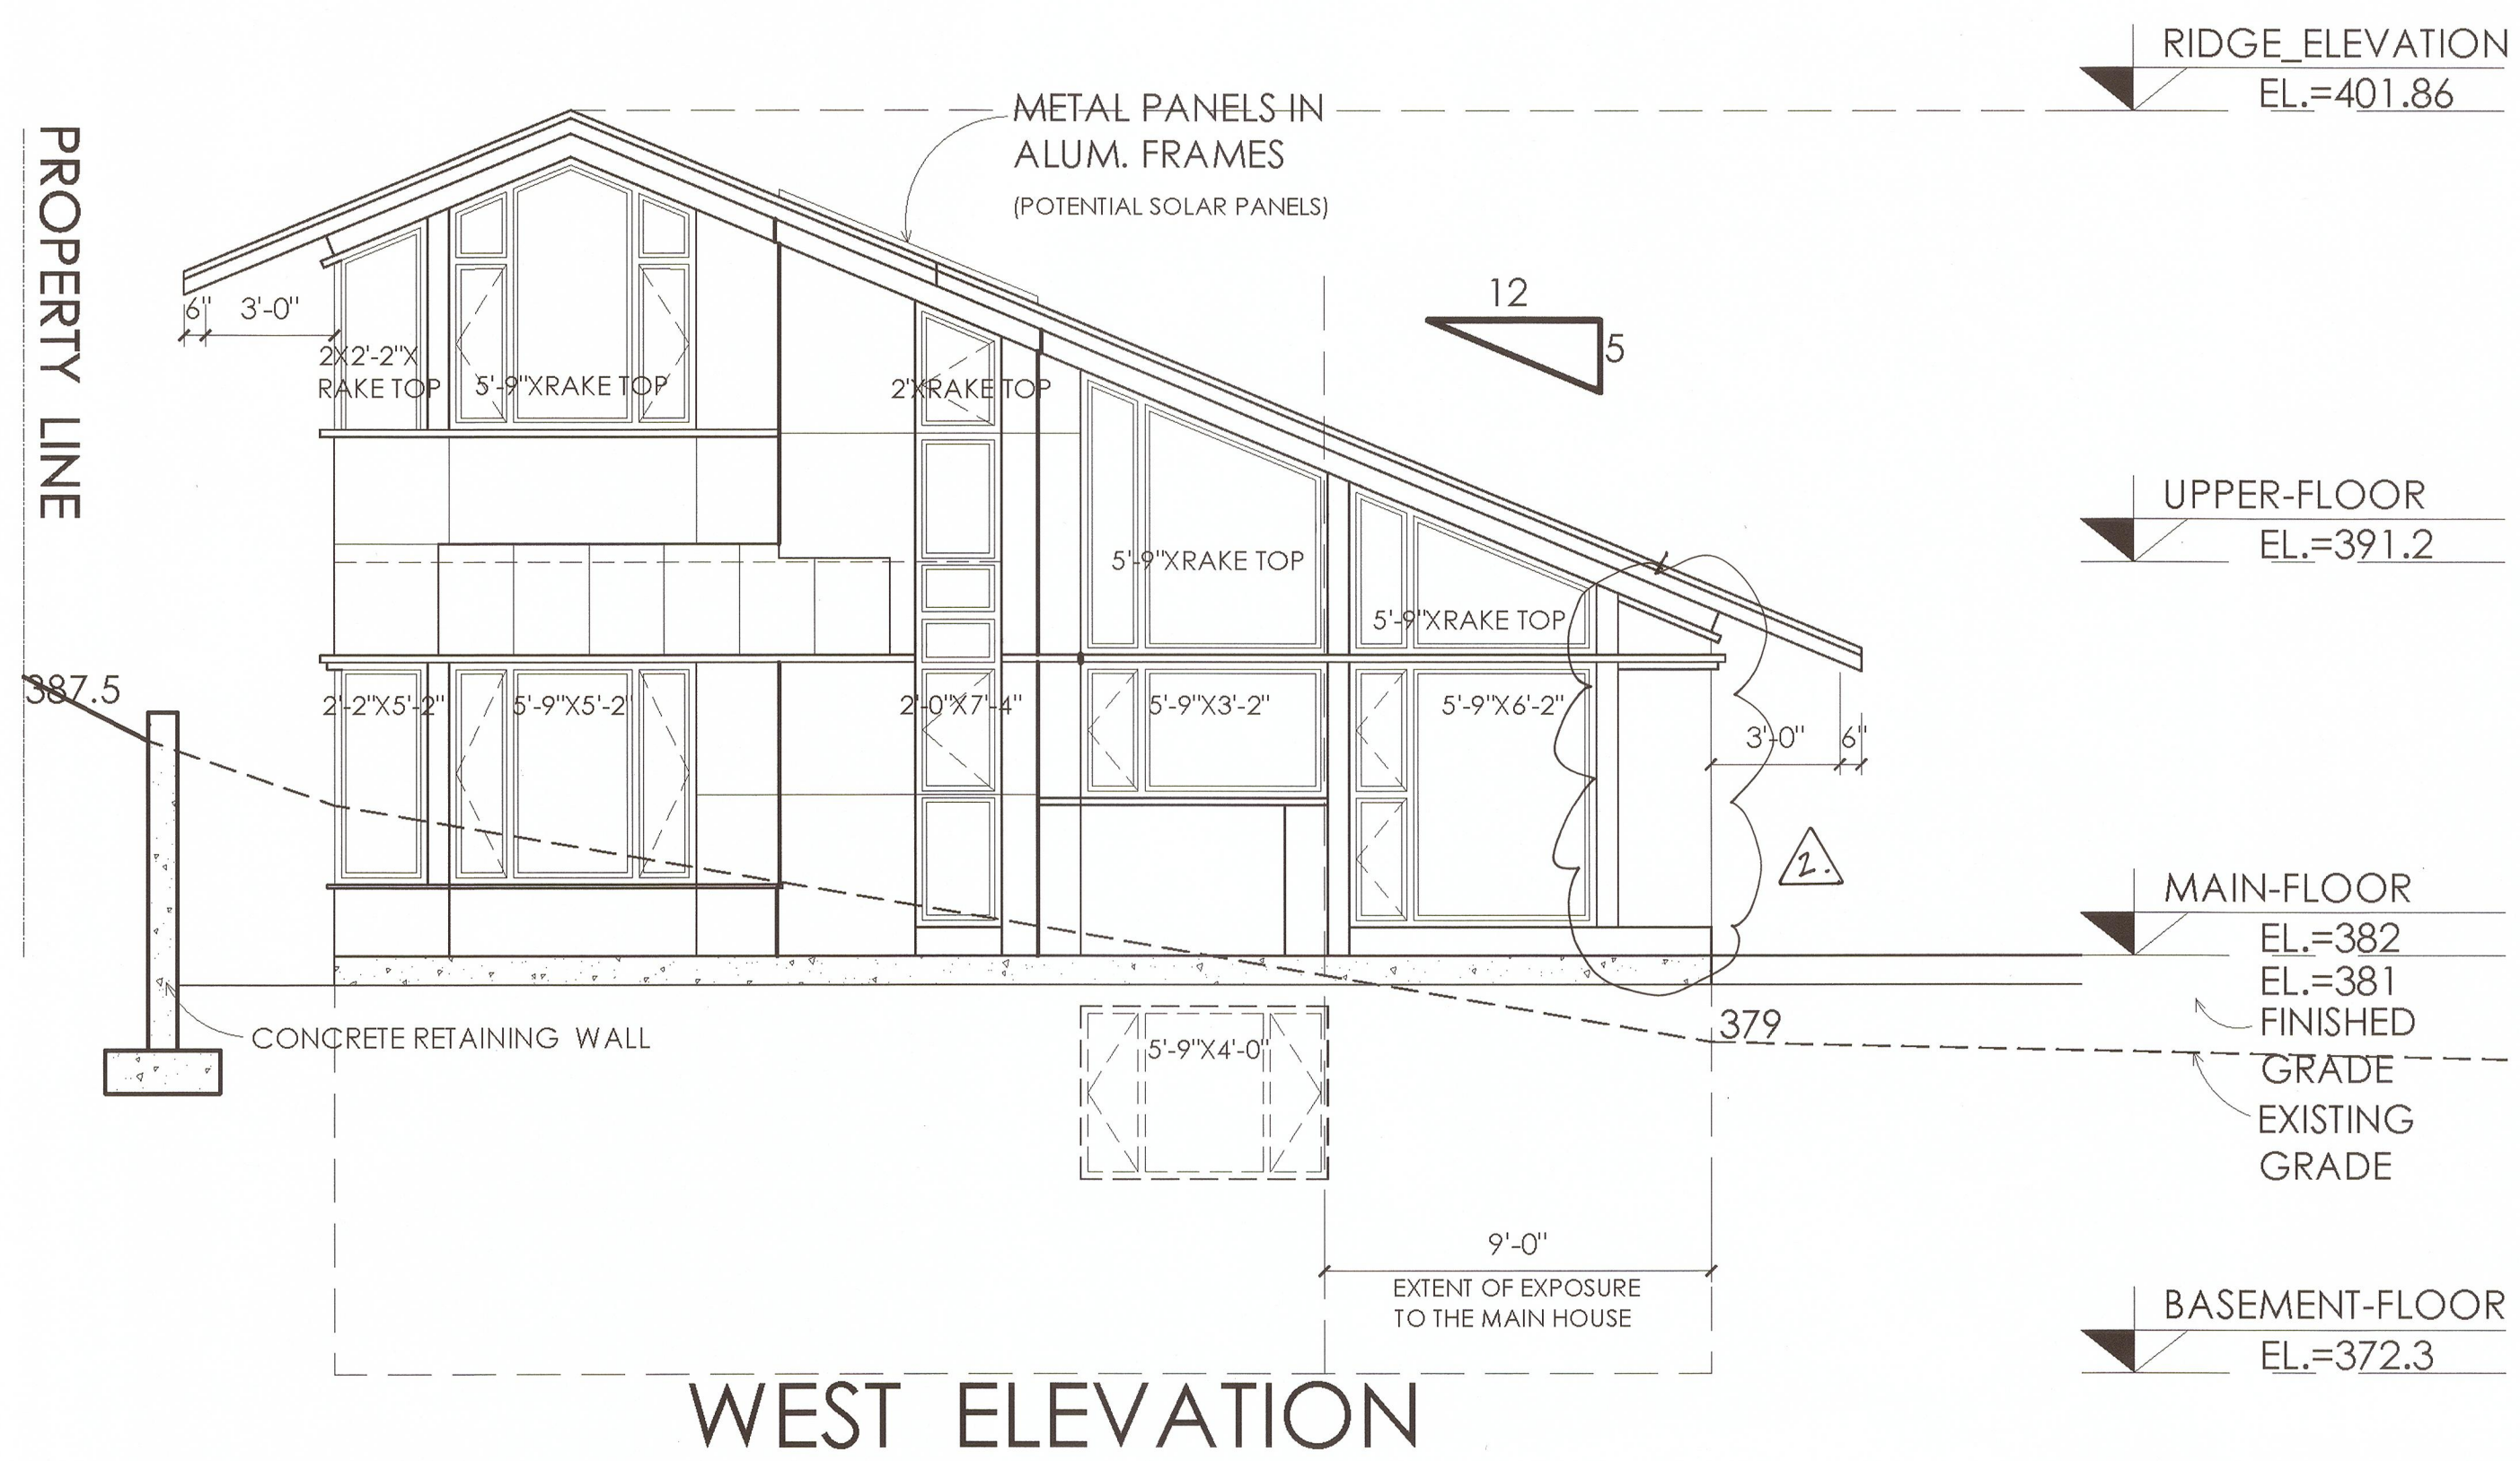 RIDGE_ELEVATION
EL.=401.86
METAL PANELS IN
ALUM. FRAMES
(POTENTIAL SOLAR PANELS)
PROPERTY LINE
6" 3'-0"
12
5
2X2'-2"X
RAKE TOP
5'-9"XRAKE TOP
2'XRAKE TOP
UPPER-FLOOR
EL.=391.2
5'-9"XRAKE TOP
5'-9"XRAKE TOP
387.5
2'-2"X5'-2"
5'-9"X5'-2"
2'-0"X7'-4"
5'-9"X3'-2"
5'-9"X6'-2"
3'-0" 6"
2.
MAIN-FLOOR
EL.=382
EL.=381
FINISHED
GRADE
EXISTING
GRADE
379
CONCRETE RETAINING WALL
5'-9"X4'-0"
9'-0"
EXTENT OF EXPOSURE
TO THE MAIN HOUSE
BASEMENT-FLOOR
EL.=372.3
WEST ELEVATION